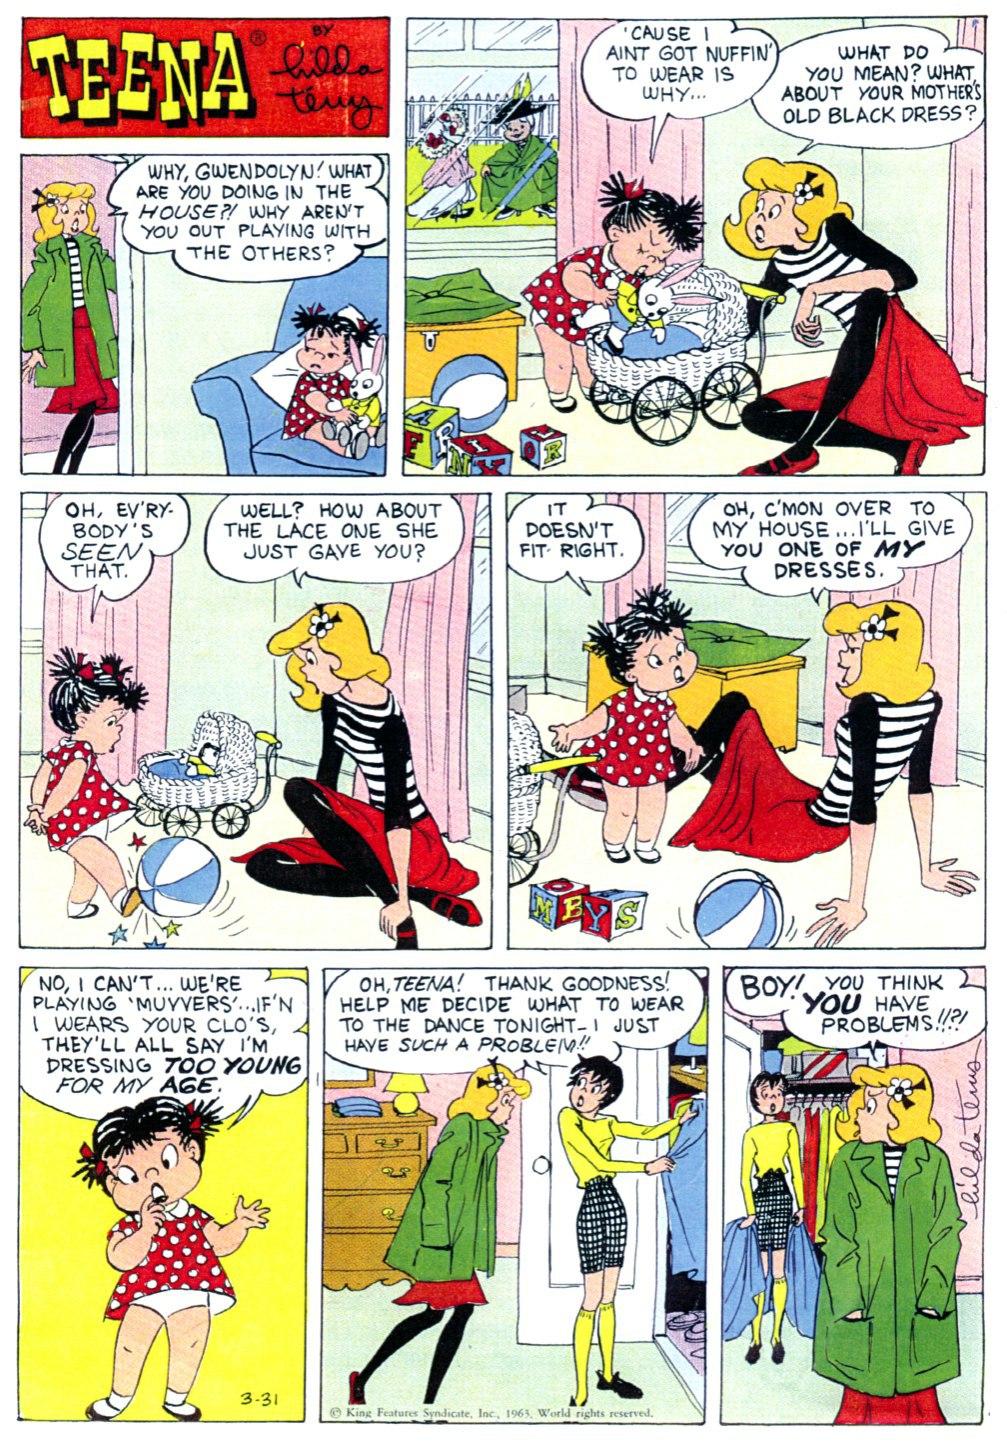 TEENA®
BY
hilda
terry
WHY, GWENDOLYN! WHAT
ARE YOU DOING IN THE
HOUSE?! WHY AREN'T
YOU OUT PLAYING WITH
THE OTHERS?
'CAUSE I
AINT GOT NUFFIN'
TO WEAR IS
WHY...
WHAT DO
YOU MEAN? WHAT
ABOUT YOUR MOTHER'S
OLD BLACK DRESS?
OH, EV'RY-
BODY'S
SEEN
THAT.
WELL? HOW ABOUT
THE LACE ONE SHE
JUST GAVE YOU?
IT
DOESN'T
FIT RIGHT.
OH, C'MON OVER TO
MY HOUSE...I'LL GIVE
YOU ONE OF MY
DRESSES.
M B Y S
NO, I CAN'T... WE'RE
PLAYING 'MUVVERS'...IF'N
I WEARS YOUR CLO'S,
THEY'LL ALL SAY I'M
DRESSING TOO YOUNG
FOR MY AGE.
3-31
OH, TEENA! THANK GOODNESS!
HELP ME DECIDE WHAT TO WEAR
TO THE DANCE TONIGHT-I JUST
HAVE SUCH A PROBLEM!!
© King Features Syndicate, Inc., 1963, World rights reserved.
BOY! YOU THINK
YOU HAVE
PROBLEMS!!?!
hilda terry